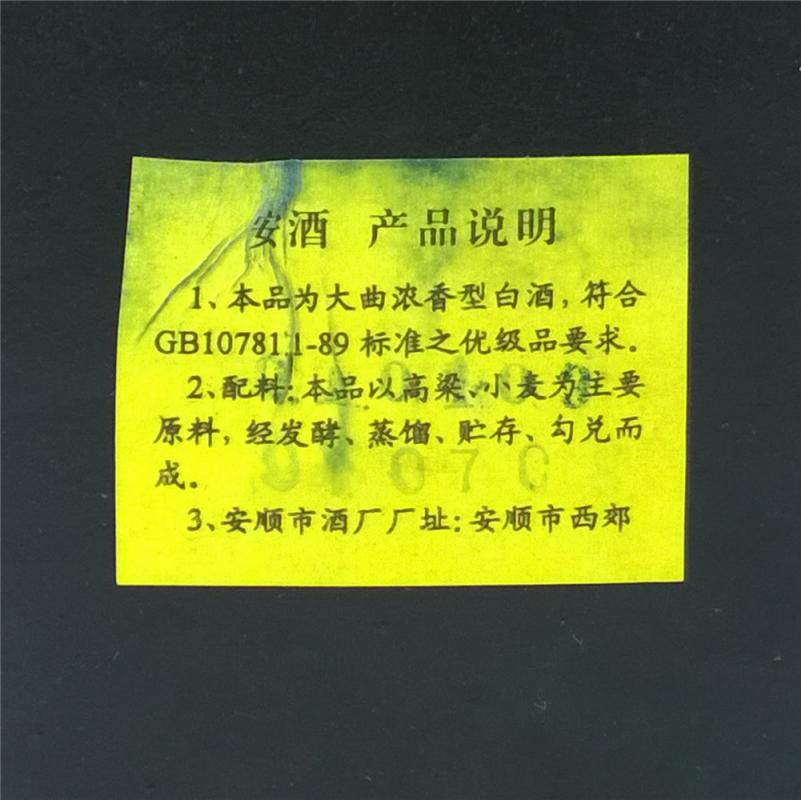 安酒 产品说明
1、本品为大曲浓香型白酒，符合
GB10781.1-89 标准之优级品要求。
2、配料：本品以高粱、小麦为主要
原料，经发酵、蒸馏、贮存、勾兑而
成。
3、安顺市酒厂厂址：安顺市西郊